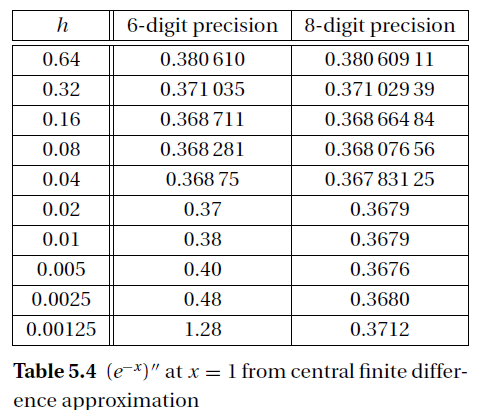 h 6-digit precision 8-digit precision
0.64 0.380 610 0.380 609 11
0.32 0.371 035 0.371 029 39
0.16 0.368 711 0.368 664 84
0.08 0.368 281 0.368 076 56
0.04 0.368 75 0.367 831 25
0.02 0.37 0.3679
0.01 0.38 0.3679
0.005 0.40 0.3676
0.0025 0.48 0.3680
0.00125 1.28 0.3712
Table 5.4 (e⁻ˣ)″ at x = 1 from central finite differ-
ence approximation